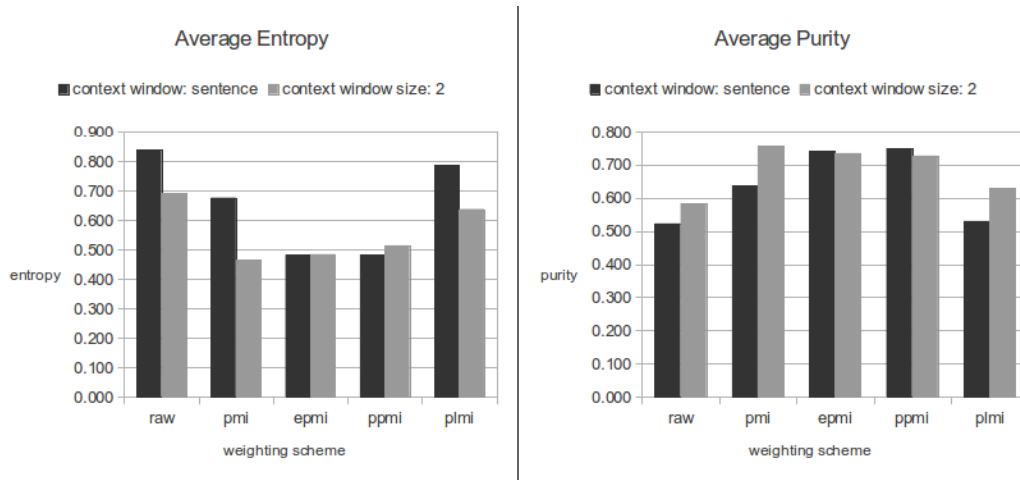 Average Entropy
context window: sentence context window size: 2
0.900
0.800
0.700
0.600
0.500
0.400
0.300
0.200
0.100
0.000
entropy
raw pmi epmi ppmi plmi
weighting scheme
Average Purity
context window: sentence context window size: 2
0.800
0.700
0.600
0.500
0.400
0.300
0.200
0.100
0.000
purity
raw pmi epmi ppmi plmi
weighting scheme